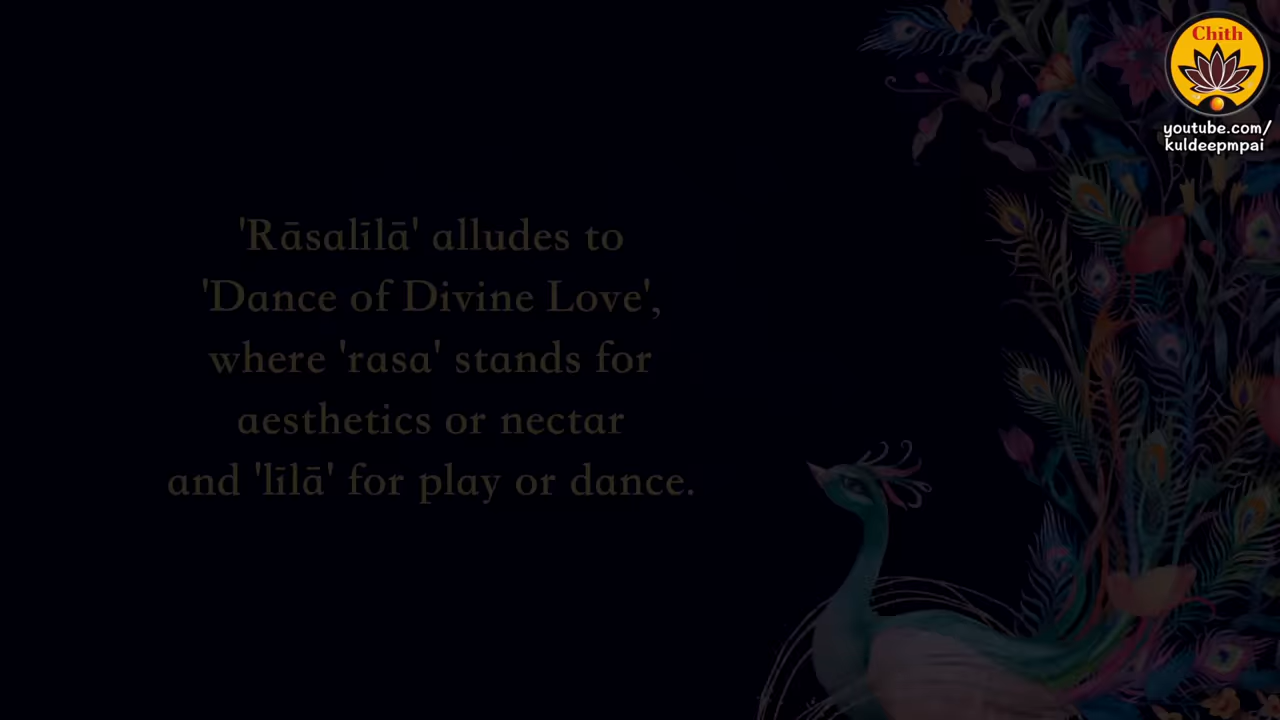 'Rāsalīlā' alludes to
'Dance of Divine Love',
where 'rasa' stands for
aesthetics or nectar
and 'līlā' for play or dance.
Chith
youtube.com/
kuldeepmpai